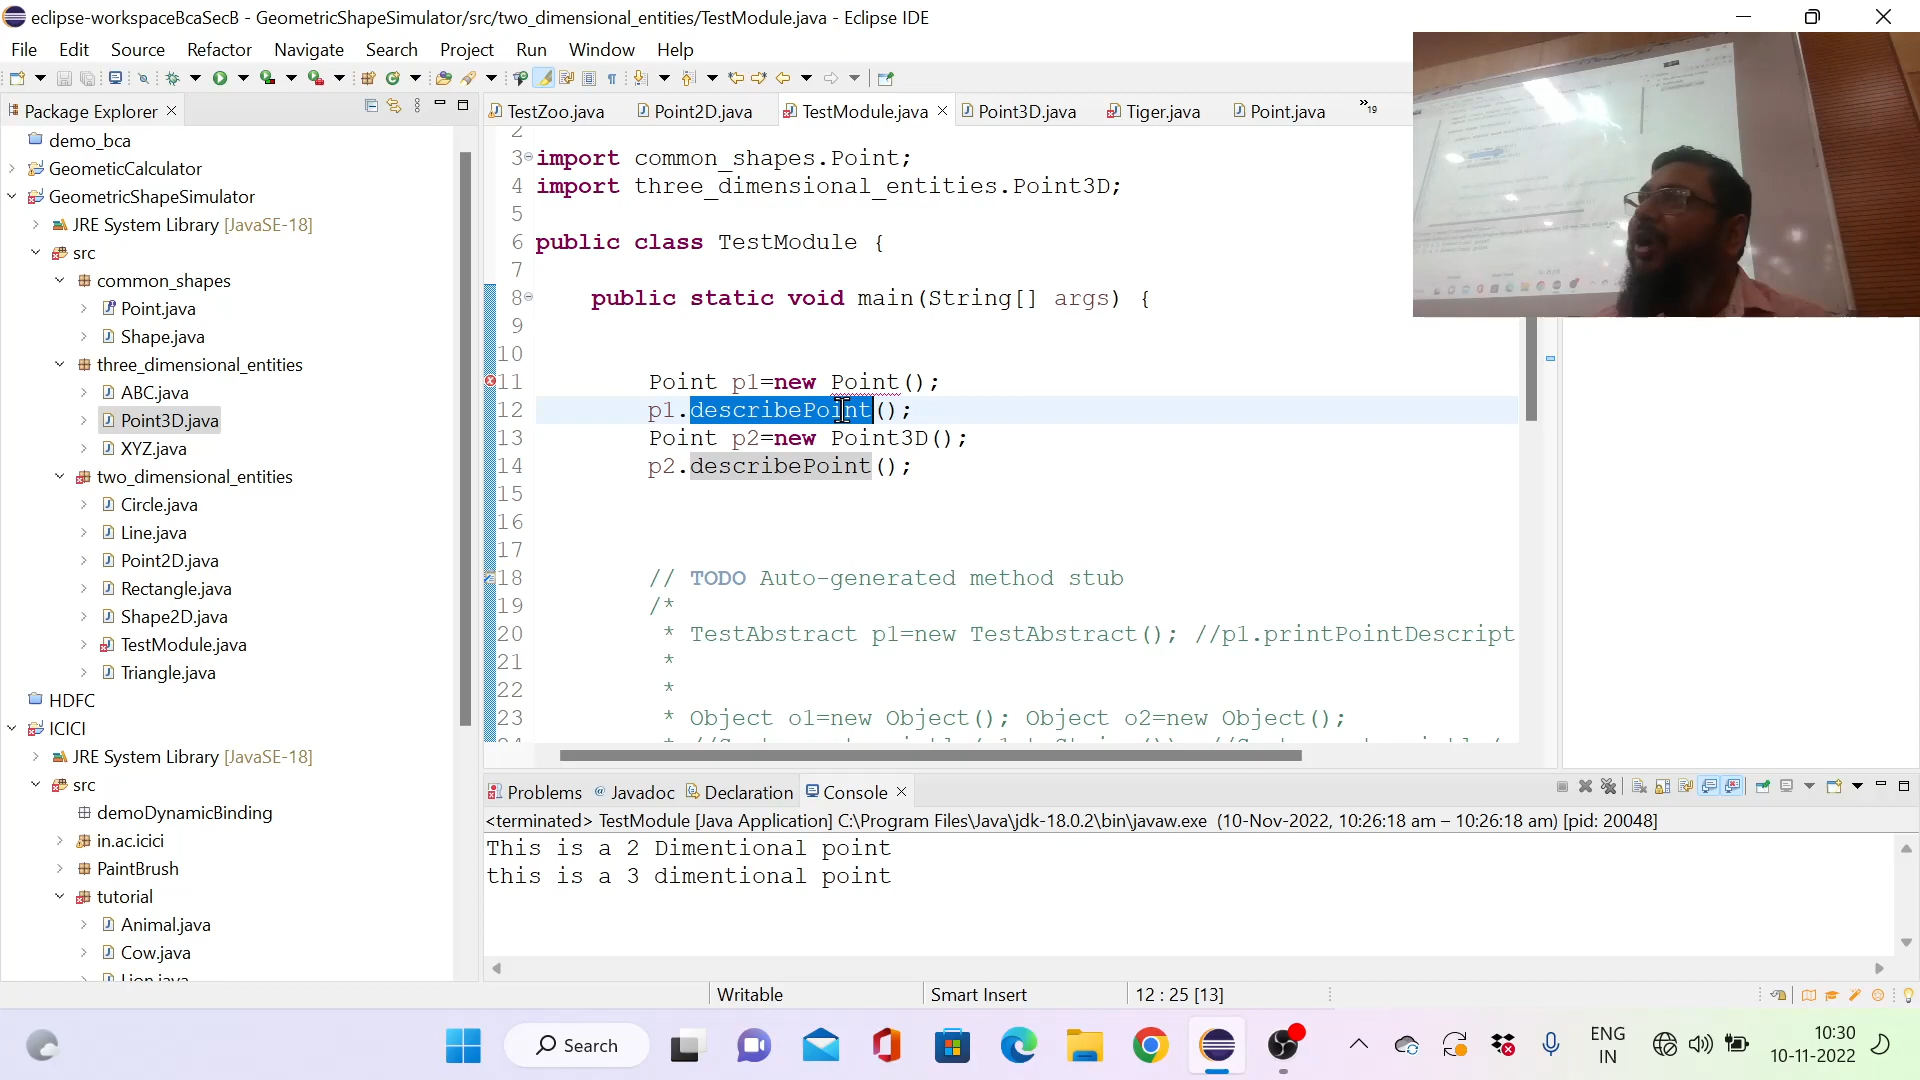 eclipse-workspaceBcaSecB - GeometricShapeSimulator/src/two_dimensional_entities/TestModule.java - Eclipse IDE
File Edit Source Refactor Navigate Search Project Run Window Help
Package Explorer
demo_bca
GeometicCalculator
GeometricShapeSimulator
JRE System Library [JavaSE-18]
src
common_shapes
Point.java
Shape.java
three_dimensional_entities
ABC.java
Point3D.java
XYZ.java
two_dimensional_entities
Circle.java
Line.java
Point2D.java
Rectangle.java
Shape2D.java
TestModule.java
Triangle.java
HDFC
ICICI
JRE System Library [JavaSE-18]
src
demoDynamicBinding
in.ac.icici
PaintBrush
tutorial
Animal.java
Cow.java
Lion.java
TestZoo.java Point2D.java TestModule.java Point3D.java Tiger.java Point.java »19
2
3 import common_shapes.Point;
4 import three_dimensional_entities.Point3D;
5
6 public class TestModule {
7
8 public static void main(String[] args) {
9
10
11 Point p1=new Point();
12 p1.describePoint();
13 Point p2=new Point3D();
14 p2.describePoint();
15
16
17
18 // TODO Auto-generated method stub
19 /*
20 * TestAbstract p1=new TestAbstract(); //p1.printPointDescript
21 *
22 *
23 * Object o1=new Object(); Object o2=new Object();
Problems Javadoc Declaration Console
<terminated> TestModule [Java Application] C:\Program Files\Java\jdk-18.0.2\bin\javaw.exe (10-Nov-2022, 10:26:18 am – 10:26:18 am) [pid: 20048]
This is a 2 Dimentional point
this is a 3 dimentional point
Writable Smart Insert 12 : 25 [13]
Search
ENG
IN
10:30
10-11-2022